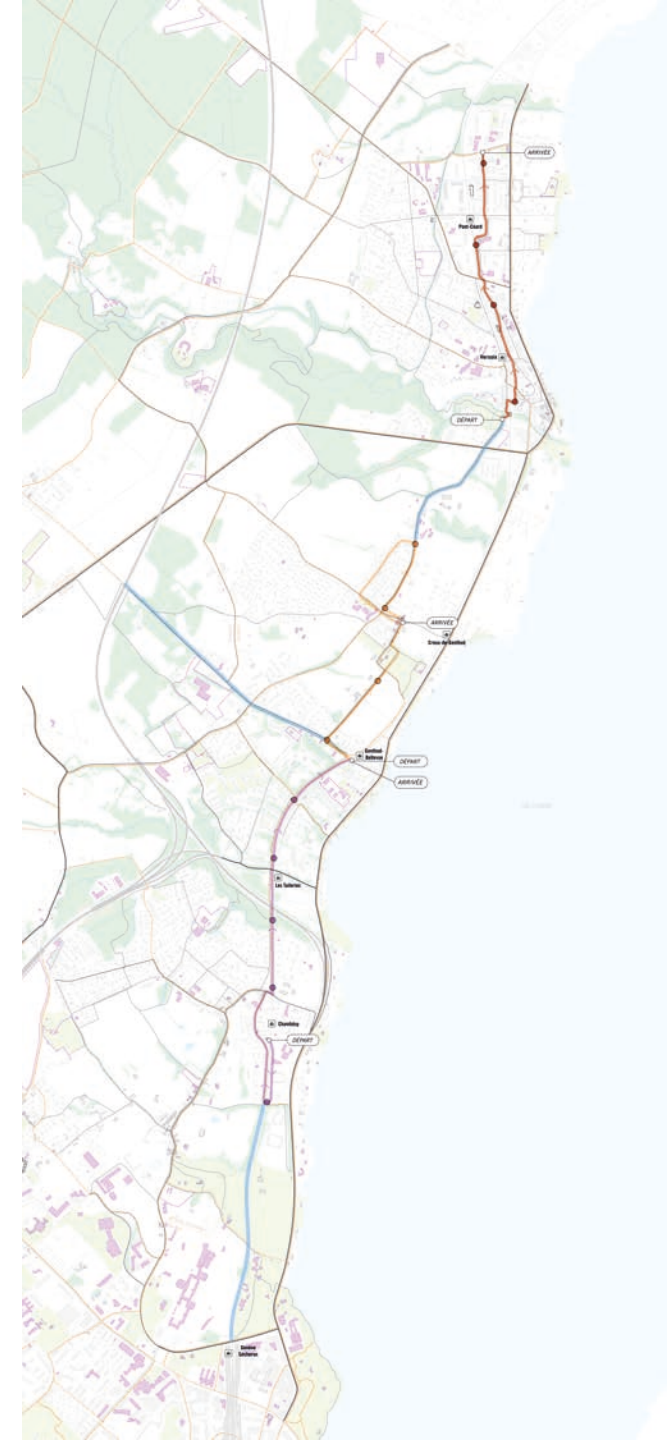 ARRIVÉE
Pont-Céard
Versoix
DÉPART
ARRIVÉE
Creux-de-Genthod
Genthod-
Bellevue
DÉPART
ARRIVÉE
Les Tuileries
Chambésy
DÉPART
Genève
Sécheron